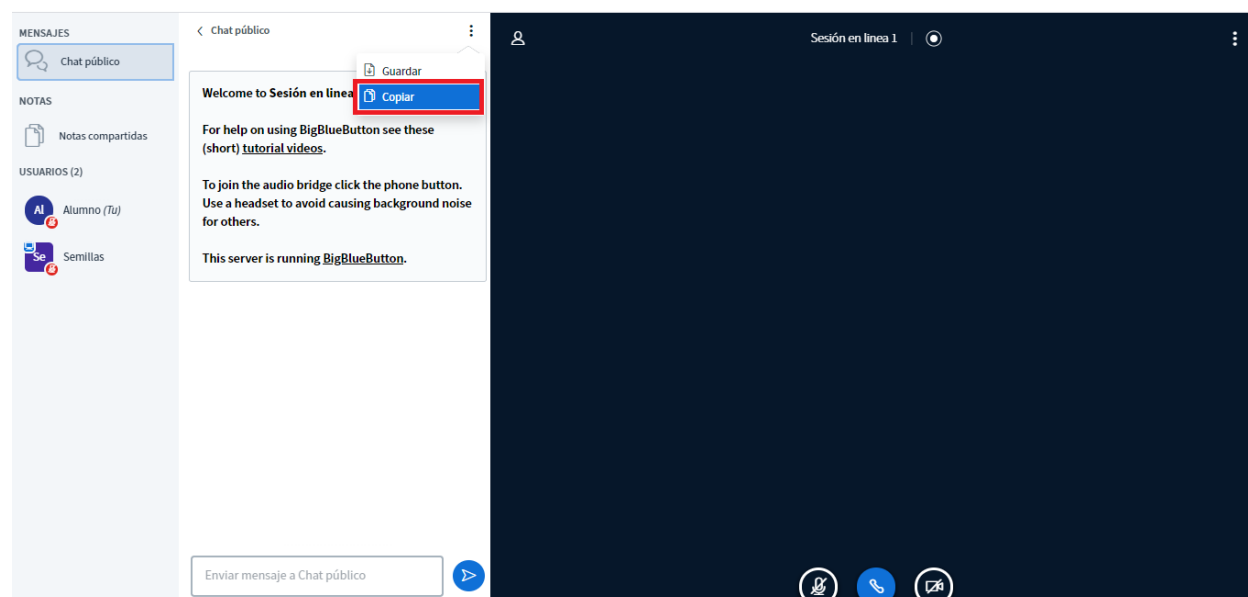 MENSAJES
Chat público
NOTAS
Notas compartidas
USUARIOS (2)
Al Alumno (Tu)
Se Semillas
Chat público
Guardar
Copiar
Welcome to Sesión en linea
For help on using BigBlueButton see these
(short) tutorial videos.
To join the audio bridge click the phone button.
Use a headset to avoid causing background noise
for others.
This server is running BigBlueButton.
Enviar mensaje a Chat público
Sesión en linea 1